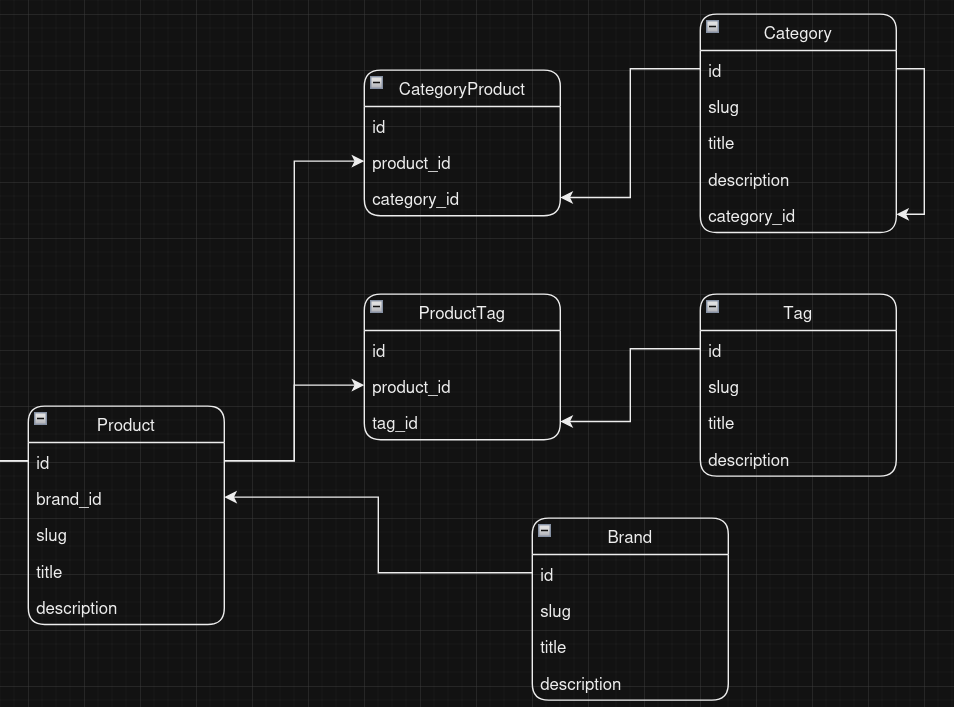 Category
id
slug
title
description
category_id
CategoryProduct
id
product_id
category_id
ProductTag
id
product_id
tag_id
Tag
id
slug
title
description
Product
id
brand_id
slug
title
description
Brand
id
slug
title
description